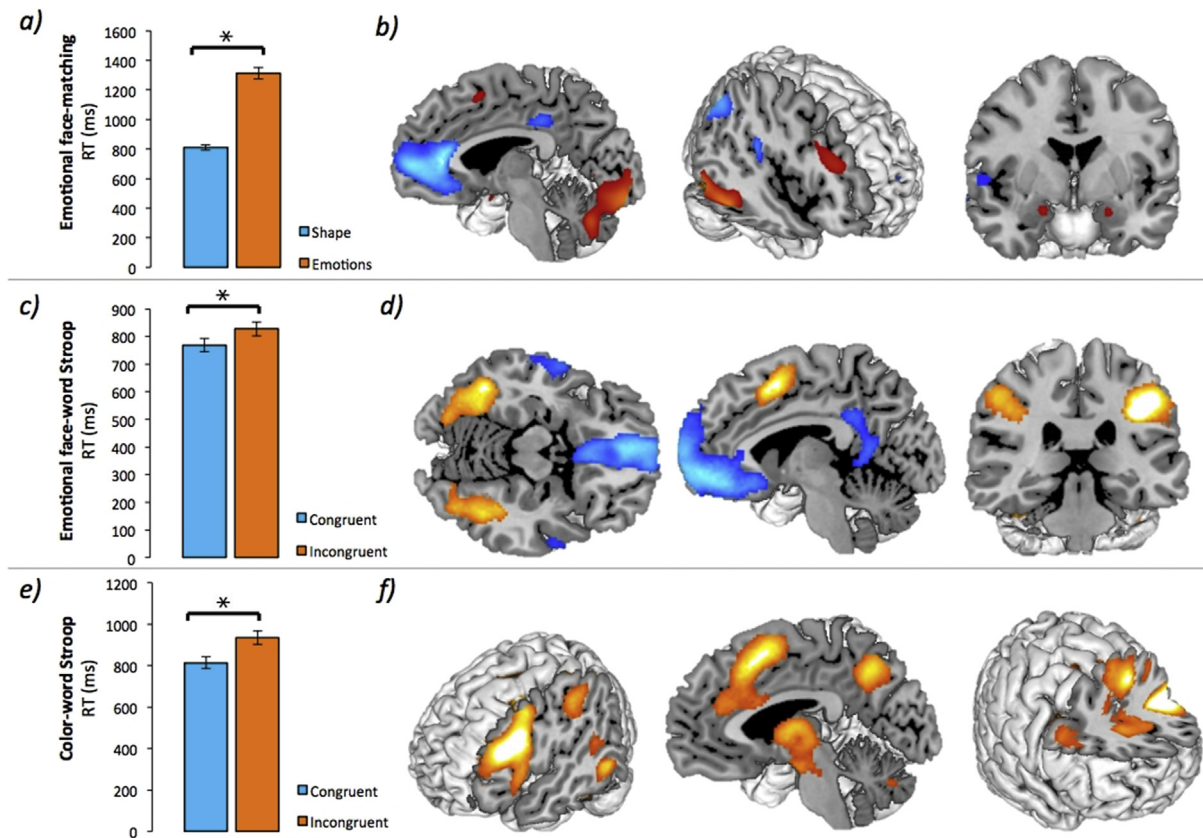 a)
Emotional face-matching
RT (ms)
1600
1400
1200
1000
800
600
400
200
0
*
Shape
Emotions
b)
c)
Emotional face-word Stroop
RT (ms)
900
800
700
600
500
400
300
200
100
0
*
Congruent
Incongruent
d)
e)
Color-word Stroop
RT (ms)
1200
1000
800
600
400
200
0
*
Congruent
Incongruent
f)